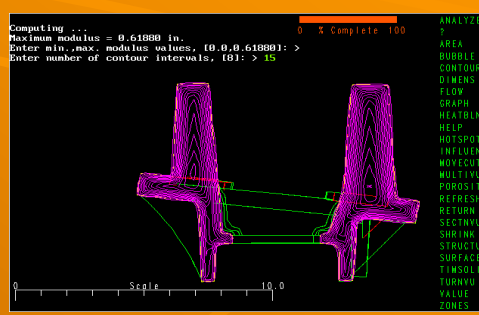 Computing ...
Maximum modulus = 0.61880 in.
Enter min.,max. modulus values, [0.0,0.61880]: >
Enter number of contour intervals, [8]: > 15
0 % Complete 100
ANALYZE
?
AREA
BUBBLE
CONTOUR
DIMENS
FLOW
GRAPH
HEATBLN
HELP
HOTSPOT
INFLUEN
MOVECUT
MULTIVU
POROSIT
REFRESH
RETURN
SECTNVU
SHRINK
STRUCTU
SURFACE
TIMSOLI
TURNVU
VALUE
ZONES
0 Scale 10.0